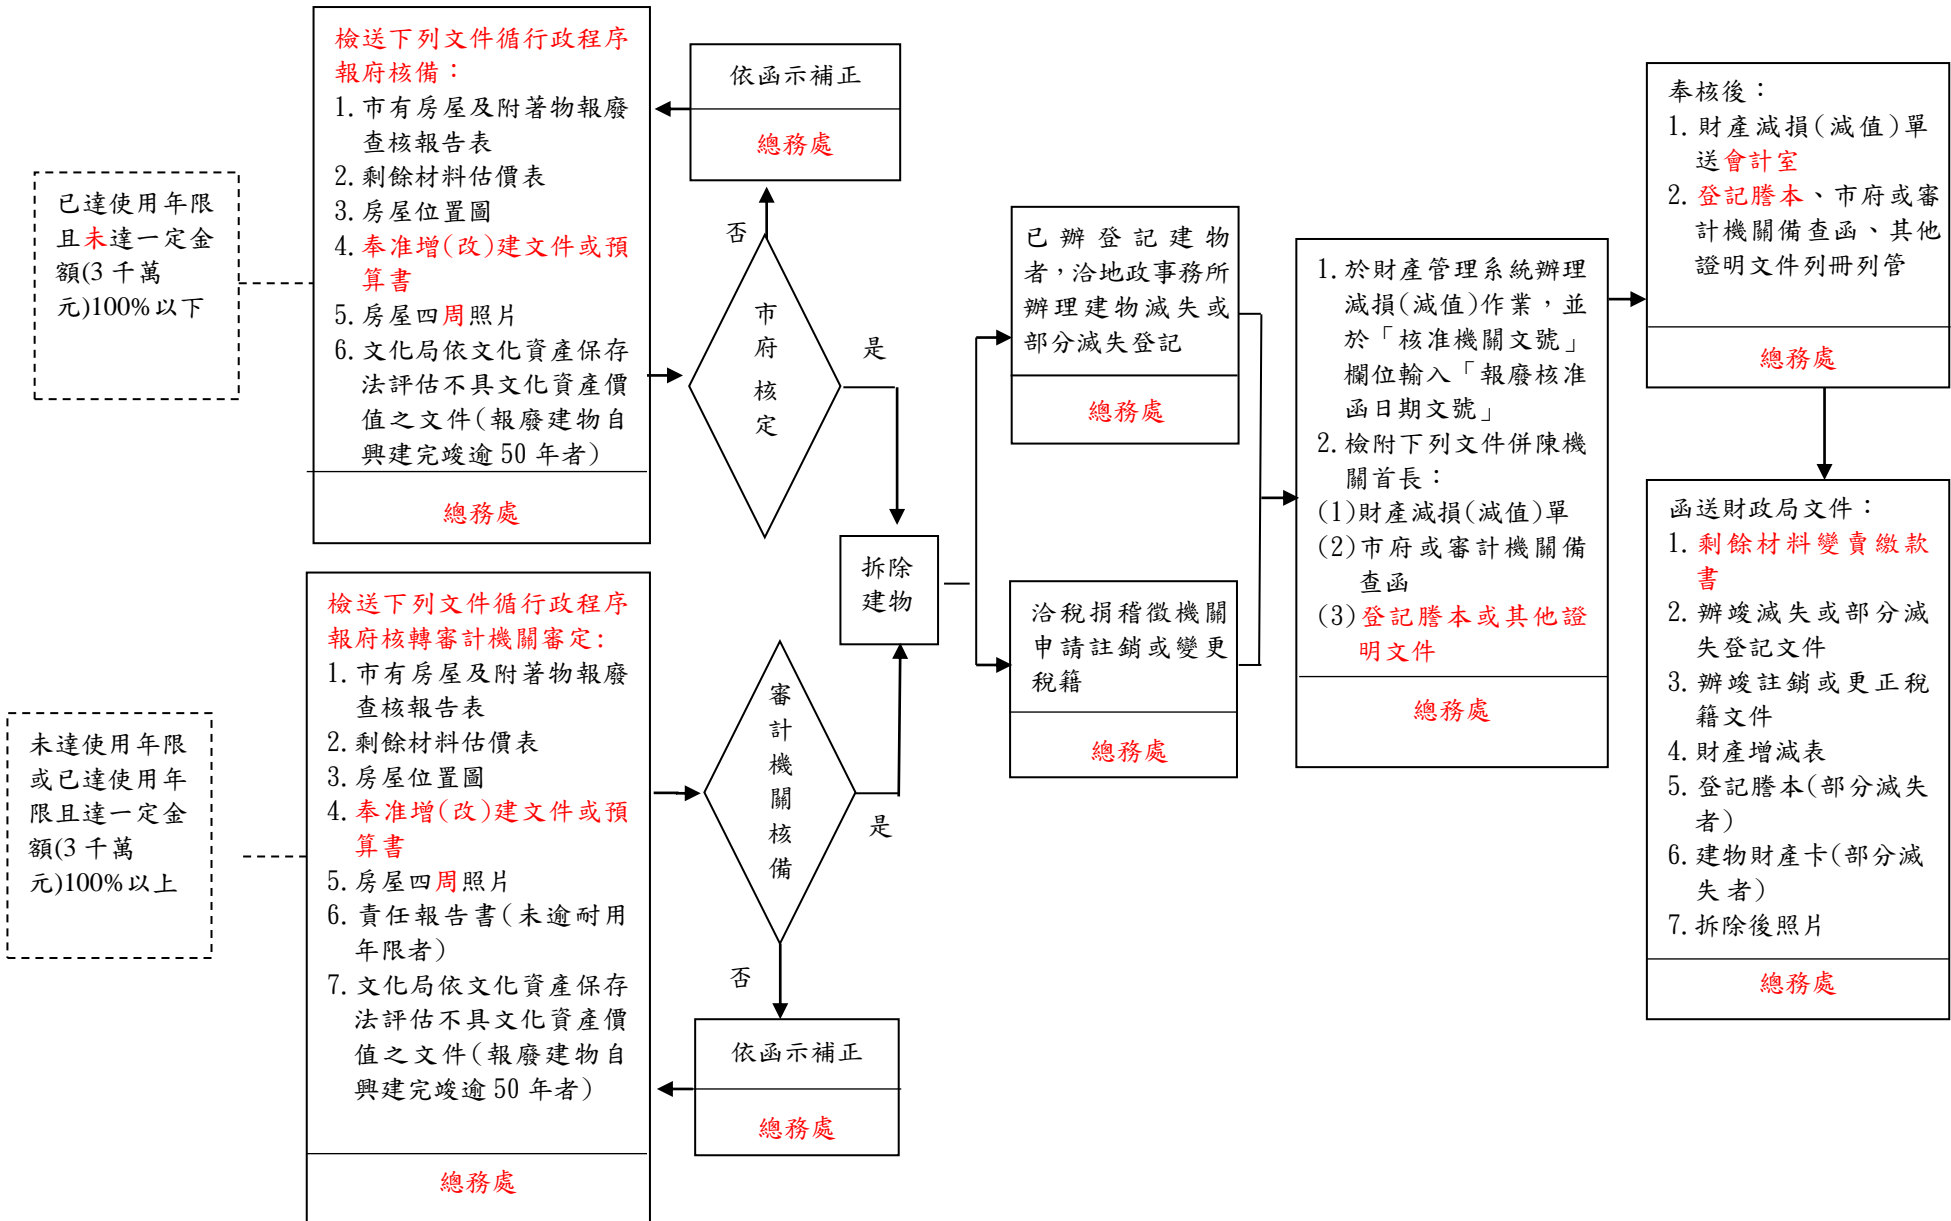 已達使用年限
且未達一定金
額(3 千萬
元)100%以下
檢送下列文件循行政程序
報府核備：
1.市有房屋及附著物報廢
查核報告表
2.剩餘材料估價表
3.房屋位置圖
4.奉准增(改)建文件或預
算書
5.房屋四周照片
6.文化局依文化資產保存
法評估不具文化資產價
值之文件(報廢建物自
興建完竣逾 50 年者)
總務處
依函示補正
總務處
否
市府核定
是
未達使用年限
或已達使用年
限且達一定金
額(3 千萬
元)100%以上
檢送下列文件循行政程序
報府核轉審計機關審定:
1.市有房屋及附著物報廢
查核報告表
2.剩餘材料估價表
3.房屋位置圖
4.奉准增(改)建文件或預
算書
5.房屋四周照片
6.責任報告書(未逾耐用
年限者)
7.文化局依文化資產保存
法評估不具文化資產價
值之文件(報廢建物自
興建完竣逾 50 年者)
總務處
審計機關核備
是
否
依函示補正
總務處
拆除
建物
已辦登記建物
者，洽地政事務所
辦理建物滅失或
部分滅失登記
總務處
洽稅捐稽徵機關
申請註銷或變更
稅籍
總務處
1.於財產管理系統辦理
減損(減值)作業，並
於「核准機關文號」
欄位輸入「報廢核准
函日期文號」
2.檢附下列文件併陳機
關首長：
(1)財產減損(減值)單
(2)市府或審計機關備
查函
(3)登記謄本或其他證
明文件
總務處
奉核後：
1.財產減損(減值)單
送會計室
2.登記謄本、市府或審
計機關備查函、其他
證明文件列冊列管
總務處
函送財政局文件：
1.剩餘材料變賣繳款
書
2.辦竣滅失或部分滅
失登記文件
3.辦竣註銷或更正稅
籍文件
4.財產增減表
5.登記謄本(部分滅失
者)
6.建物財產卡(部分滅
失者)
7.拆除後照片
總務處